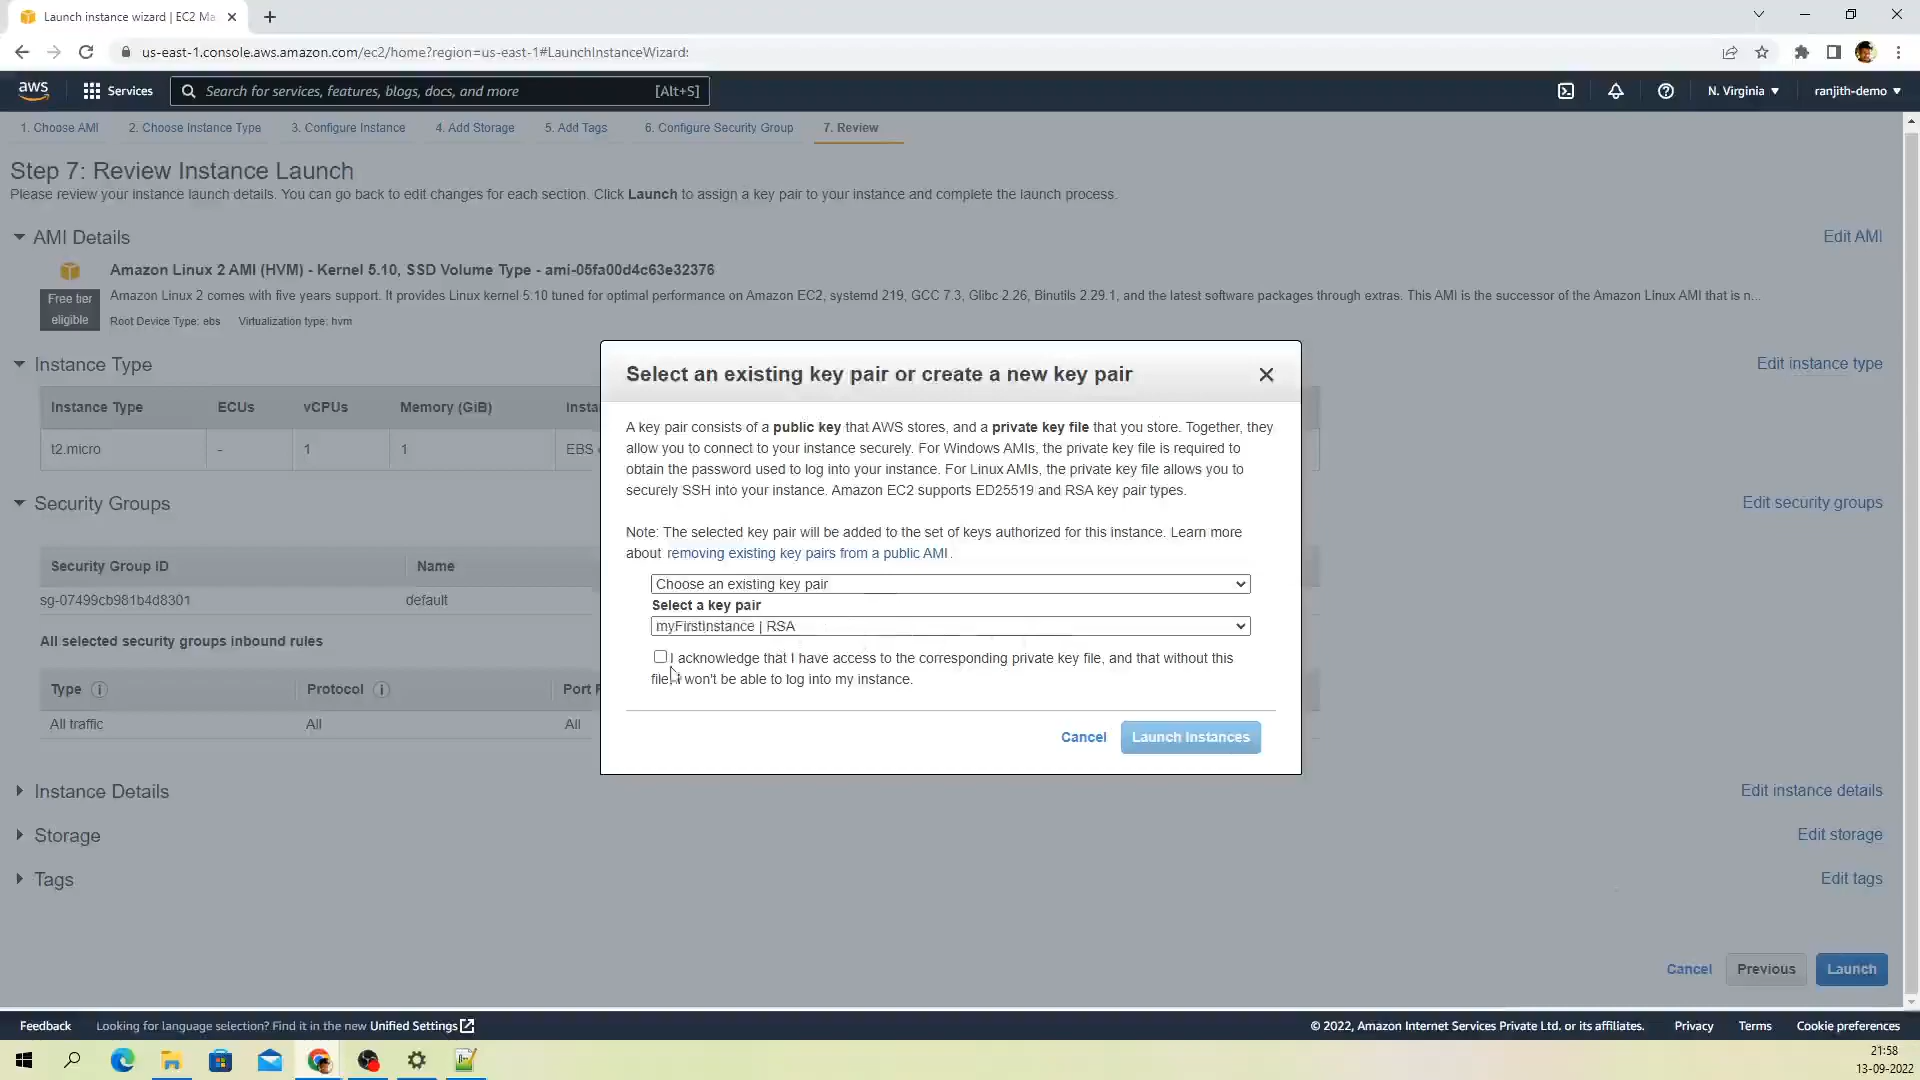 Launch instance wizard | EC2 Ma
us-east-1.console.aws.amazon.com/ec2/home?region=us-east-1#LaunchInstanceWizard:
aws
Services
Search for services, features, blogs, docs, and more
[Alt+S]
N. Virginia
ranjith-demo
1. Choose AMI
2. Choose Instance Type
3. Configure Instance
4. Add Storage
5. Add Tags
6. Configure Security Group
7. Review
Step 7: Review Instance Launch
Please review your instance launch details. You can go back to edit changes for each section. Click Launch to assign a key pair to your instance and complete the launch process.
AMI Details
Edit AMI
Amazon Linux 2 AMI (HVM) - Kernel 5.10, SSD Volume Type - ami-05fa00d4c63e32376
Free tier
eligible
Amazon Linux 2 comes with five years support. It provides Linux kernel 5.10 tuned for optimal performance on Amazon EC2, systemd 219, GCC 7.3, Glibc 2.26, Binutils 2.29.1, and the latest software packages through extras. This AMI is the successor of the Amazon Linux AMI that is n...
Root Device Type: ebs
Virtualization type: hvm
Instance Type
Edit instance type
Instance Type
ECUs
vCPUs
Memory (GiB)
Insta
t2.micro
-
1
1
EBS
Security Groups
Edit security groups
Security Group ID
Name
sg-07499cb981b4d8301
default
All selected security groups inbound rules
Type
Protocol
Port
All traffic
All
All
Select an existing key pair or create a new key pair
A key pair consists of a public key that AWS stores, and a private key file that you store. Together, they
allow you to connect to your instance securely. For Windows AMIs, the private key file is required to
obtain the password used to log into your instance. For Linux AMIs, the private key file allows you to
securely SSH into your instance. Amazon EC2 supports ED25519 and RSA key pair types.
Note: The selected key pair will be added to the set of keys authorized for this instance. Learn more
about removing existing key pairs from a public AMI.
Choose an existing key pair
Select a key pair
myFirstInstance | RSA
I acknowledge that I have access to the corresponding private key file, and that without this
file, I won't be able to log into my instance.
Cancel
Launch Instances
Instance Details
Edit instance details
Storage
Edit storage
Tags
Edit tags
Cancel
Previous
Launch
Feedback
Looking for language selection? Find it in the new Unified Settings
© 2022, Amazon Internet Services Private Ltd. or its affiliates.
Privacy
Terms
Cookie preferences
21:58
13-09-2022